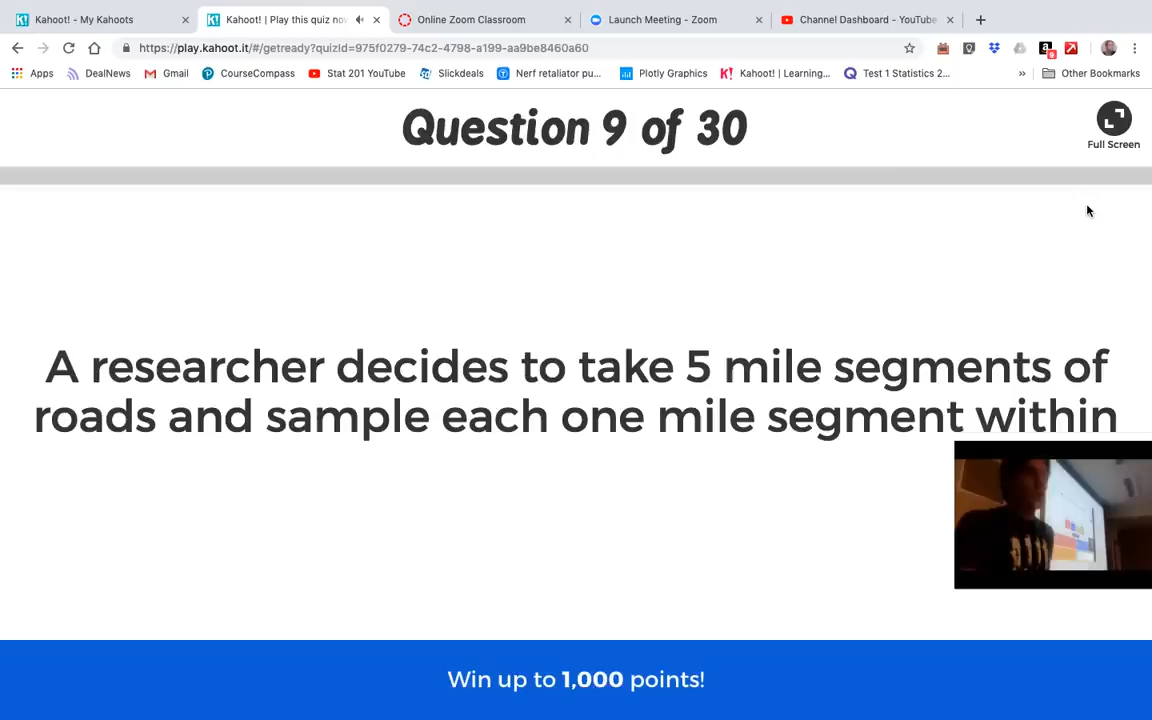 Kahoot! - My Kahoots
Kahoot! | Play this quiz nov
Online Zoom Classroom
Launch Meeting - Zoom
Channel Dashboard - YouTube
https://play.kahoot.it/#/getready?quizId=975f0279-74c2-4798-a199-aa9be8460a60
Apps
DealNews
Gmail
CourseCompass
Stat 201 YouTube
Slickdeals
Nerf retaliator pu...
Plotly Graphics
Kahoot! | Learning...
Test 1 Statistics 2...
»
Other Bookmarks
Question 9 of 30
Full Screen
A researcher decides to take 5 mile segments of
roads and sample each one mile segment within
Win up to 1,000 points!